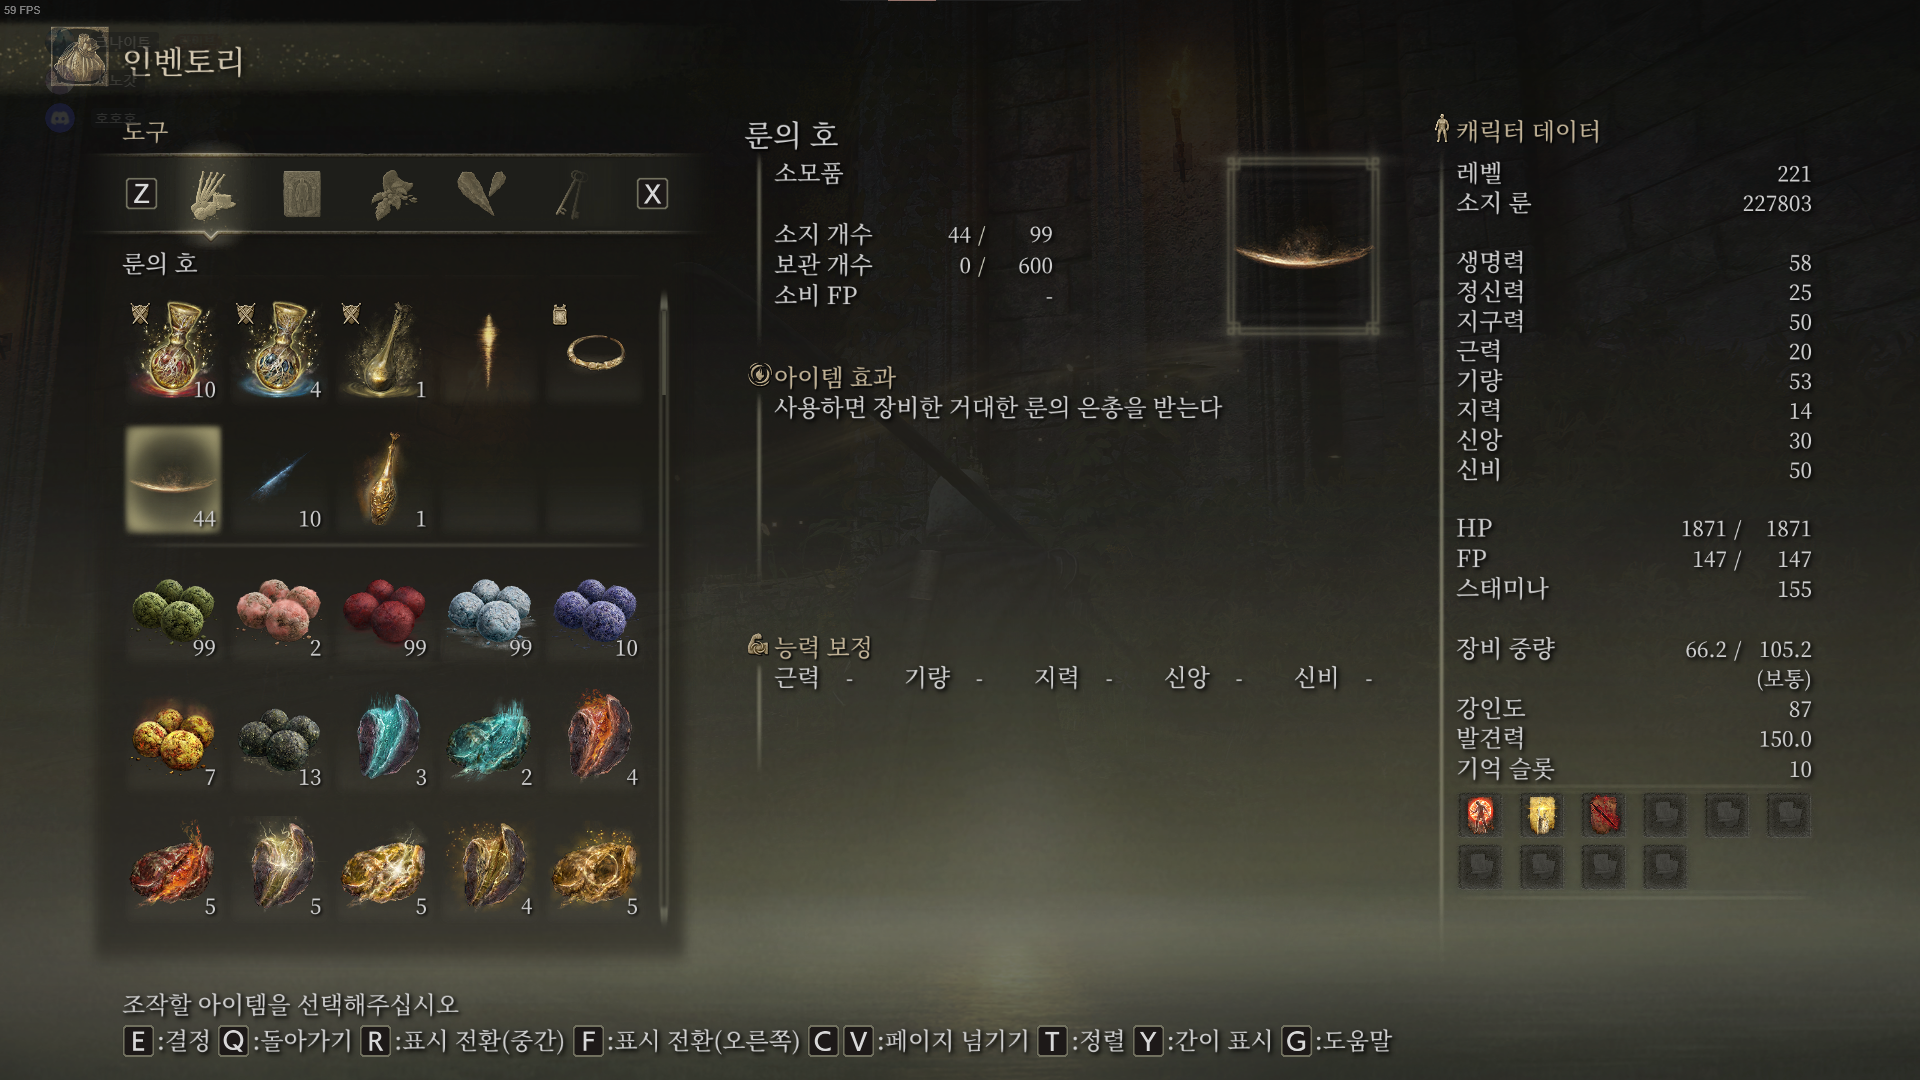 59 FPS
인벤토리
호호호
도구
Z
X
룬의 호
10
4
1
44
10
1
99
2
99
99
10
7
13
3
2
4
5
5
5
4
5
룬의 호
소모품
소지 개수 44 / 99
보관 개수 0 / 600
소비 FP -
아이템 효과
사용하면 장비한 거대한 룬의 은총을 받는다
능력 보정
근력 - 기량 - 지력 - 신앙 - 신비 -
캐릭터 데이터
레벨 221
소지 룬 227803
생명력 58
정신력 25
지구력 50
근력 20
기량 53
지력 14
신앙 30
신비 50
HP 1871 / 1871
FP 147 / 147
스태미나 155
장비 중량 66.2 / 105.2
(보통)
강인도 87
발견력 150.0
기억 슬롯 10
조작할 아이템을 선택해주십시오
E:결정 Q:돌아가기 R:표시 전환(중간) F:표시 전환(오른쪽) C V:페이지 넘기기 T:정렬 Y:간이 표시 G:도움말